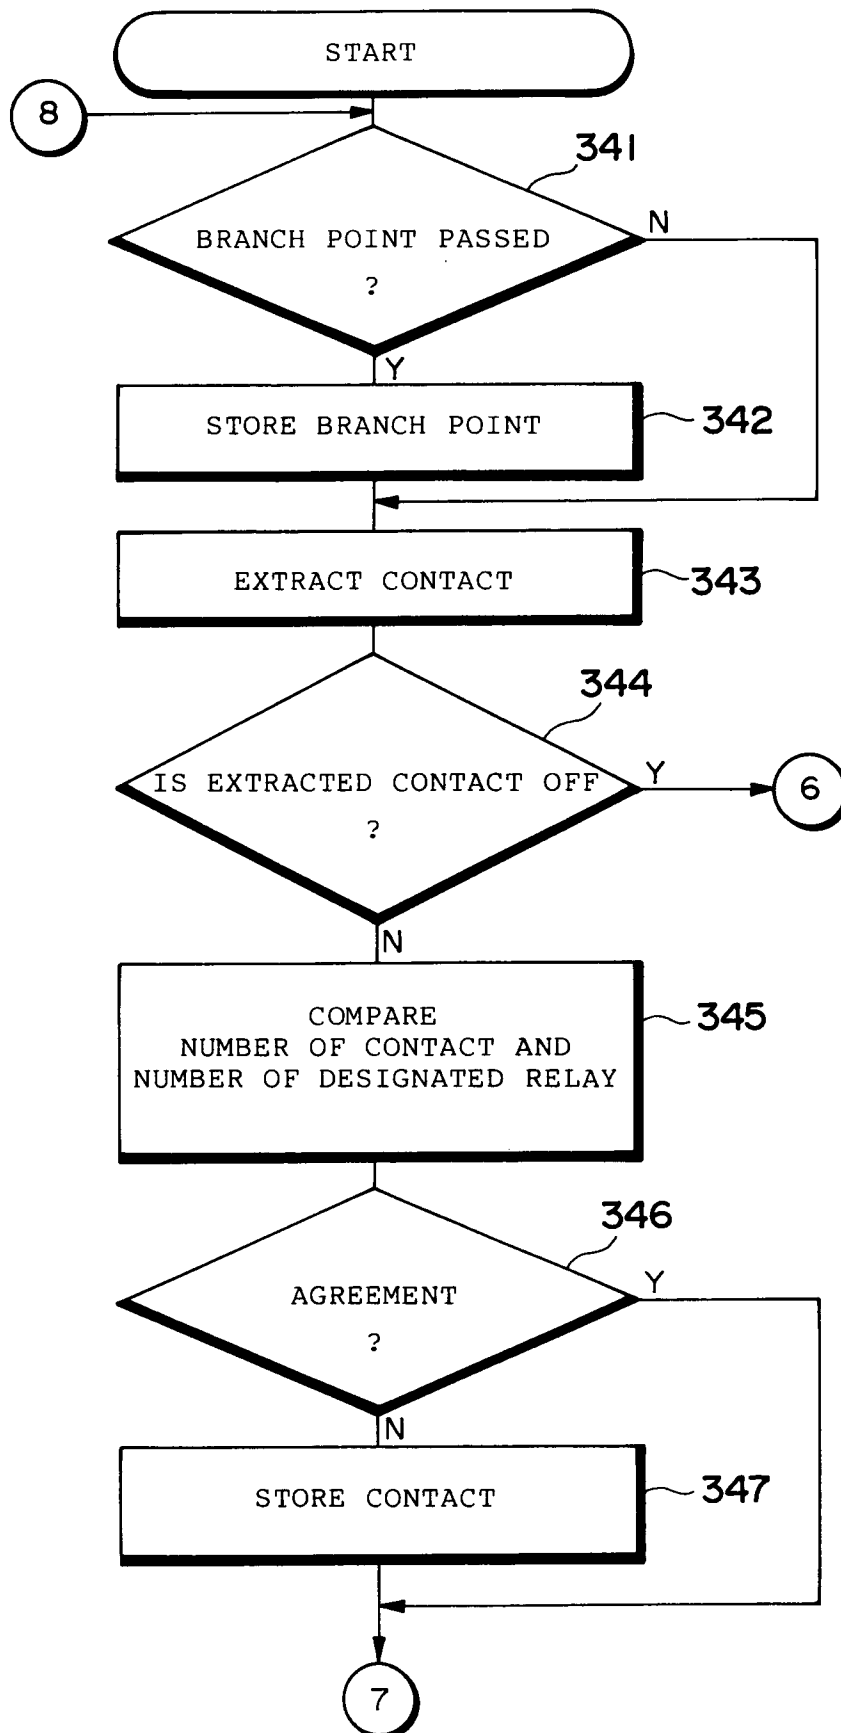 START
8
341
BRANCH POINT PASSED
?
N
Y
STORE BRANCH POINT
342
EXTRACT CONTACT
343
344
IS EXTRACTED CONTACT OFF
?
Y
6
N
COMPARE
NUMBER OF CONTACT AND
NUMBER OF DESIGNATED RELAY
345
346
AGREEMENT
?
Y
N
STORE CONTACT
347
7